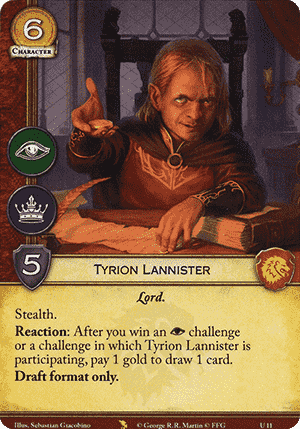 6
Character
5
Tyrion Lannister
Lord.
Stealth.
Reaction: After you win an challenge
or a challenge in which Tyrion Lannister is
participating, pay 1 gold to draw 1 card.
Draft format only.
Illus. Sebastian Giacobino © George R.R. Martin © FFG U 11